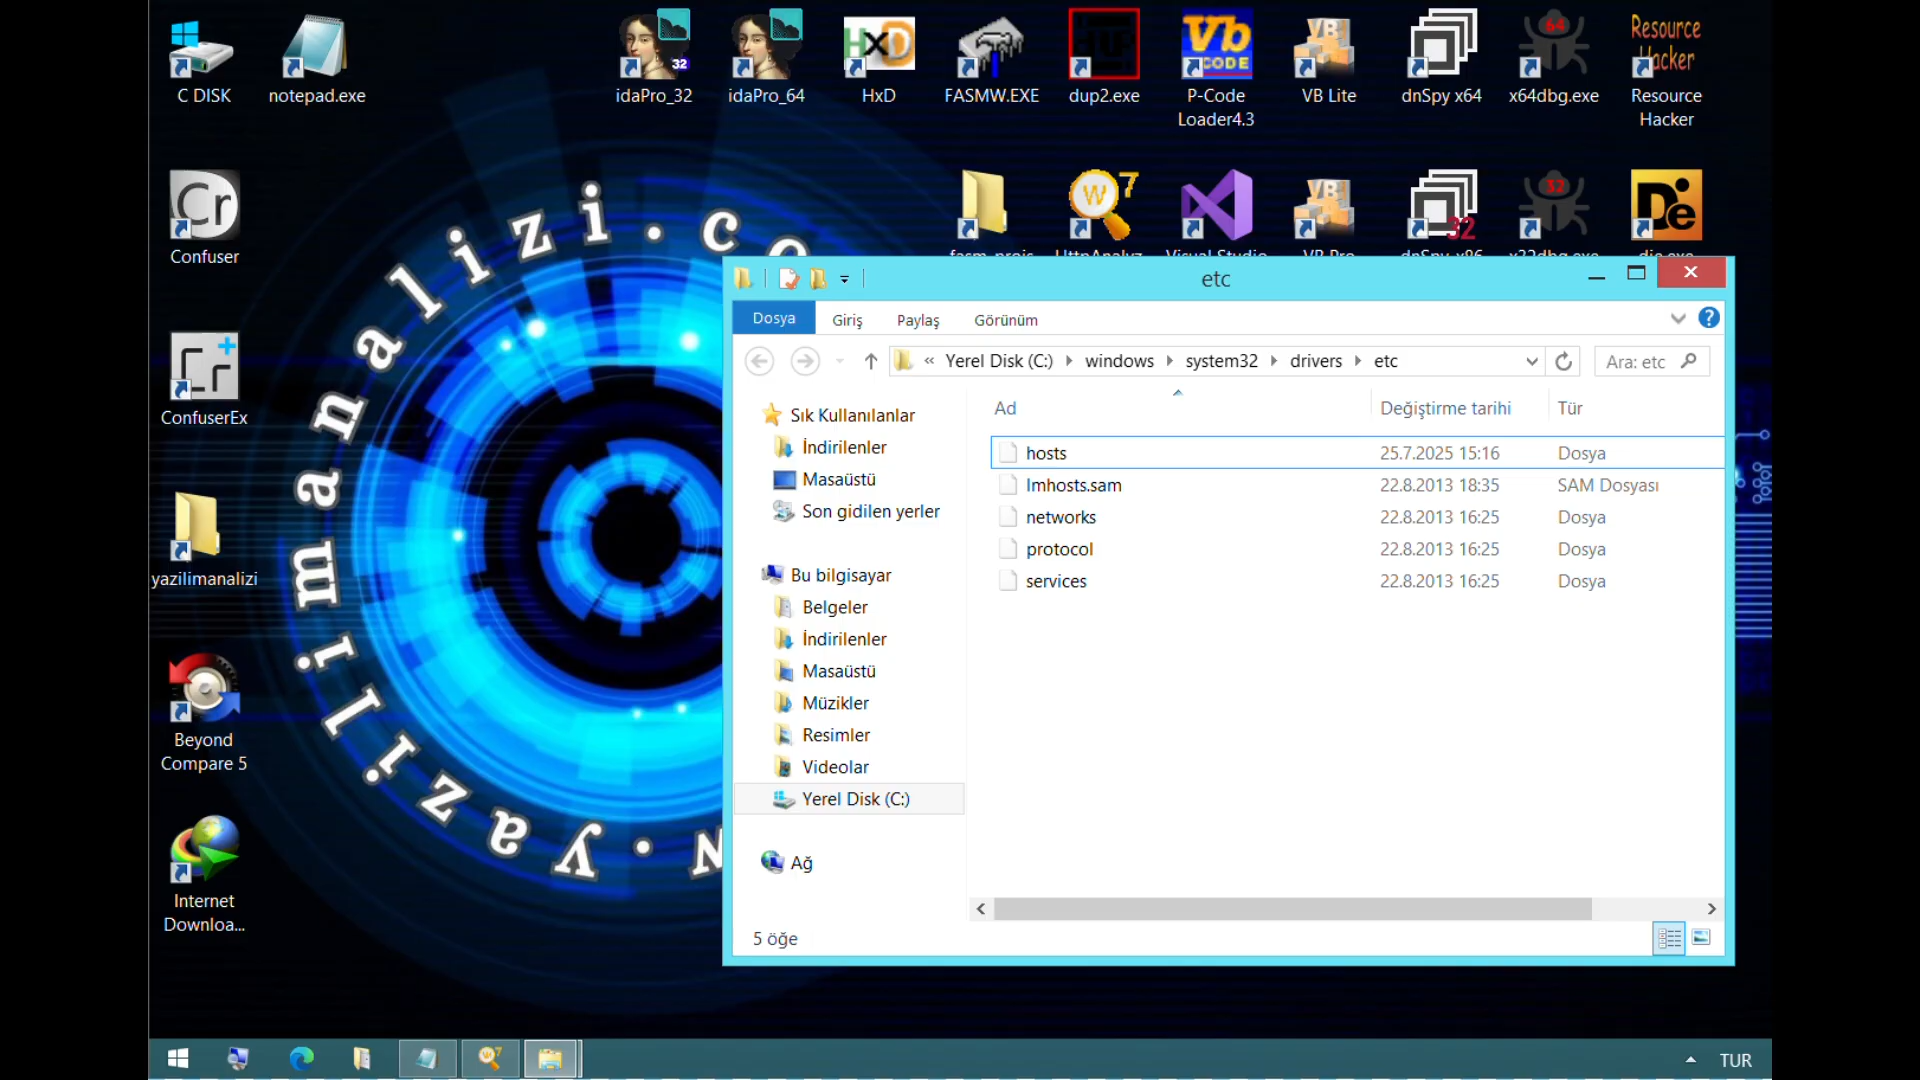 C DISK
notepad.exe
idaPro_32
idaPro_64
HxD
FASMW.EXE
dup2.exe
P-Code
Loader4.3
VB Lite
dnSpy x64
x64dbg.exe
Resource
Hacker
Confuser
ConfuserEx
yazilimanalizi
Beyond
Compare 5
Internet
Downloa...
w.yazilimanalizi.co
etc
Dosya
Giriş
Paylaş
Görünüm
« Yerel Disk (C:) windows system32 drivers etc
Ara: etc
Sık Kullanılanlar
İndirilenler
Masaüstü
Son gidilen yerler
Bu bilgisayar
Belgeler
İndirilenler
Masaüstü
Müzikler
Resimler
Videolar
Yerel Disk (C:)
Ağ
Ad Değiştirme tarihi Tür
hosts 25.7.2025 15:16 Dosya
lmhosts.sam 22.8.2013 18:35 SAM Dosyası
networks 22.8.2013 16:25 Dosya
protocol 22.8.2013 16:25 Dosya
services 22.8.2013 16:25 Dosya
5 öğe
TUR